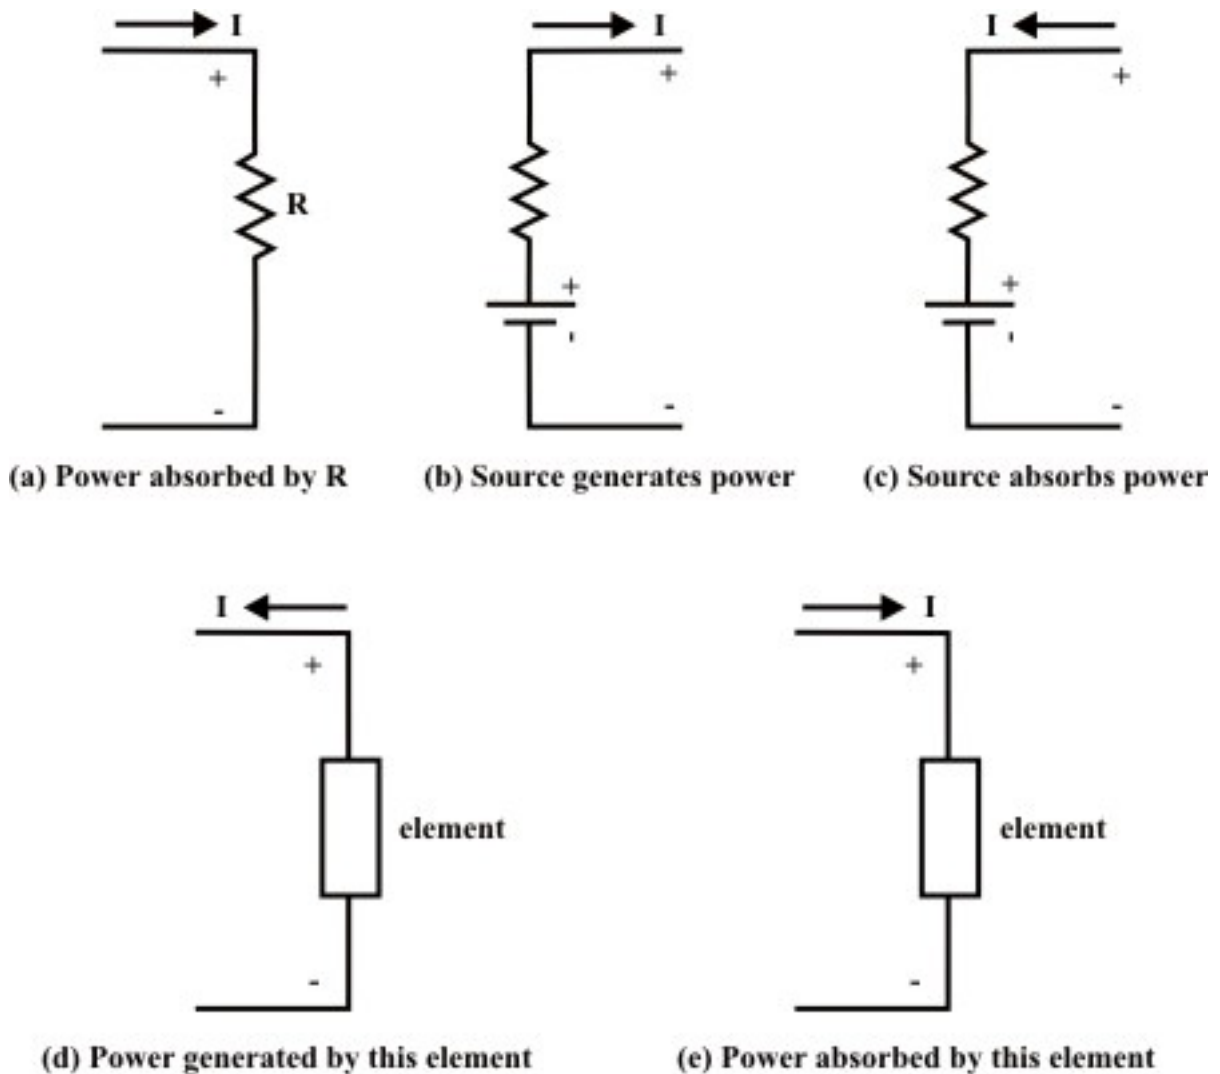 I
I
I
+
+
+
R
+
-
+
-
-
-
-
(a) Power absorbed by R
(b) Source generates power
(c) Source absorbs power
I
I
+
+
element
element
-
-
(d) Power generated by this element
(e) Power absorbed by this element